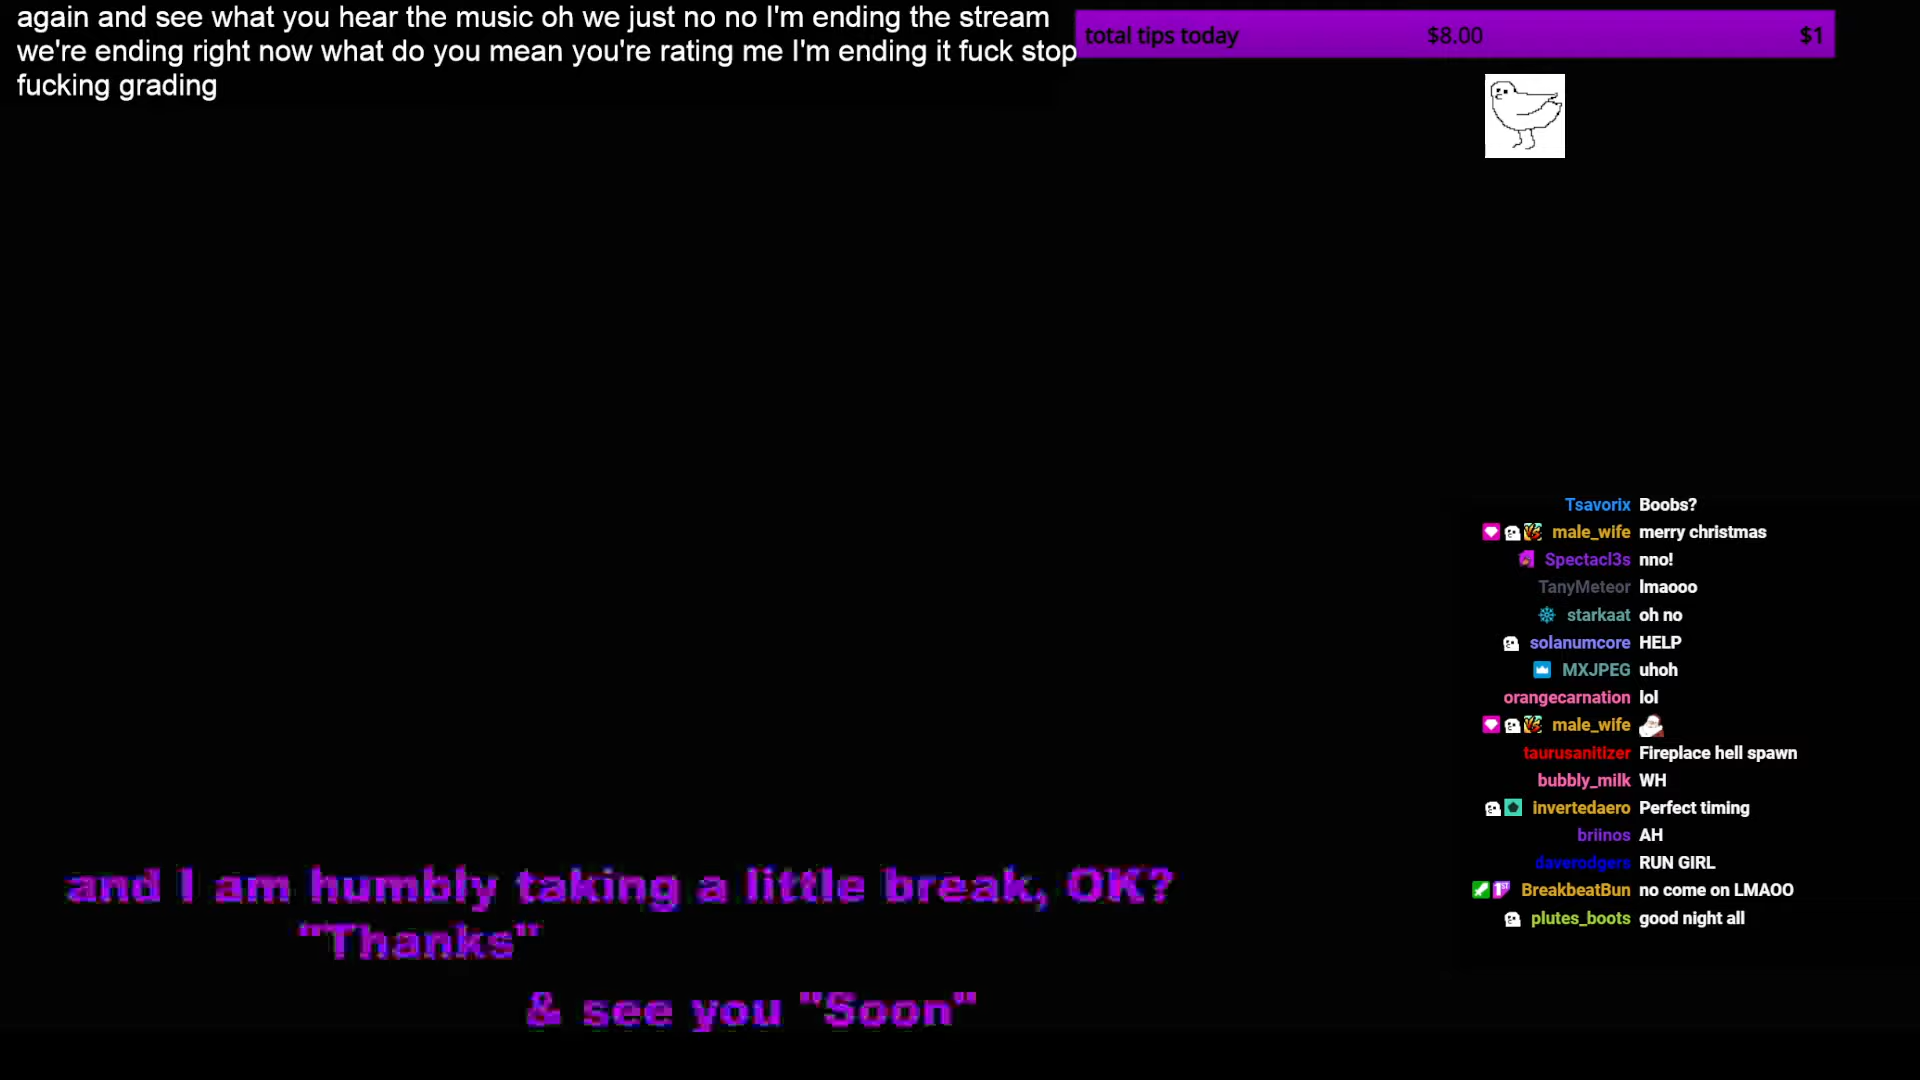 again and see what you hear the music oh we just no no I'm ending the stream
we're ending right now what do you mean you're rating me I'm ending it fuck stop
fucking grading
total tips today $8.00 $1
Tsavorix Boobs?
male_wife merry christmas
Spectacl3s nno!
TanyMeteor lmaooo
starkaat oh no
solanumcore HELP
MXJPEG uhoh
orangecarnation lol
male_wife
taurusanitizer Fireplace hell spawn
bubbly_milk WH
invertedaero Perfect timing
briinos AH
daverodgers RUN GIRL
BreakbeatBun no come on LMAOO
plutes_boots good night all
and I am humbly taking a little break, OK?
"Thanks"
& see you "Soon"